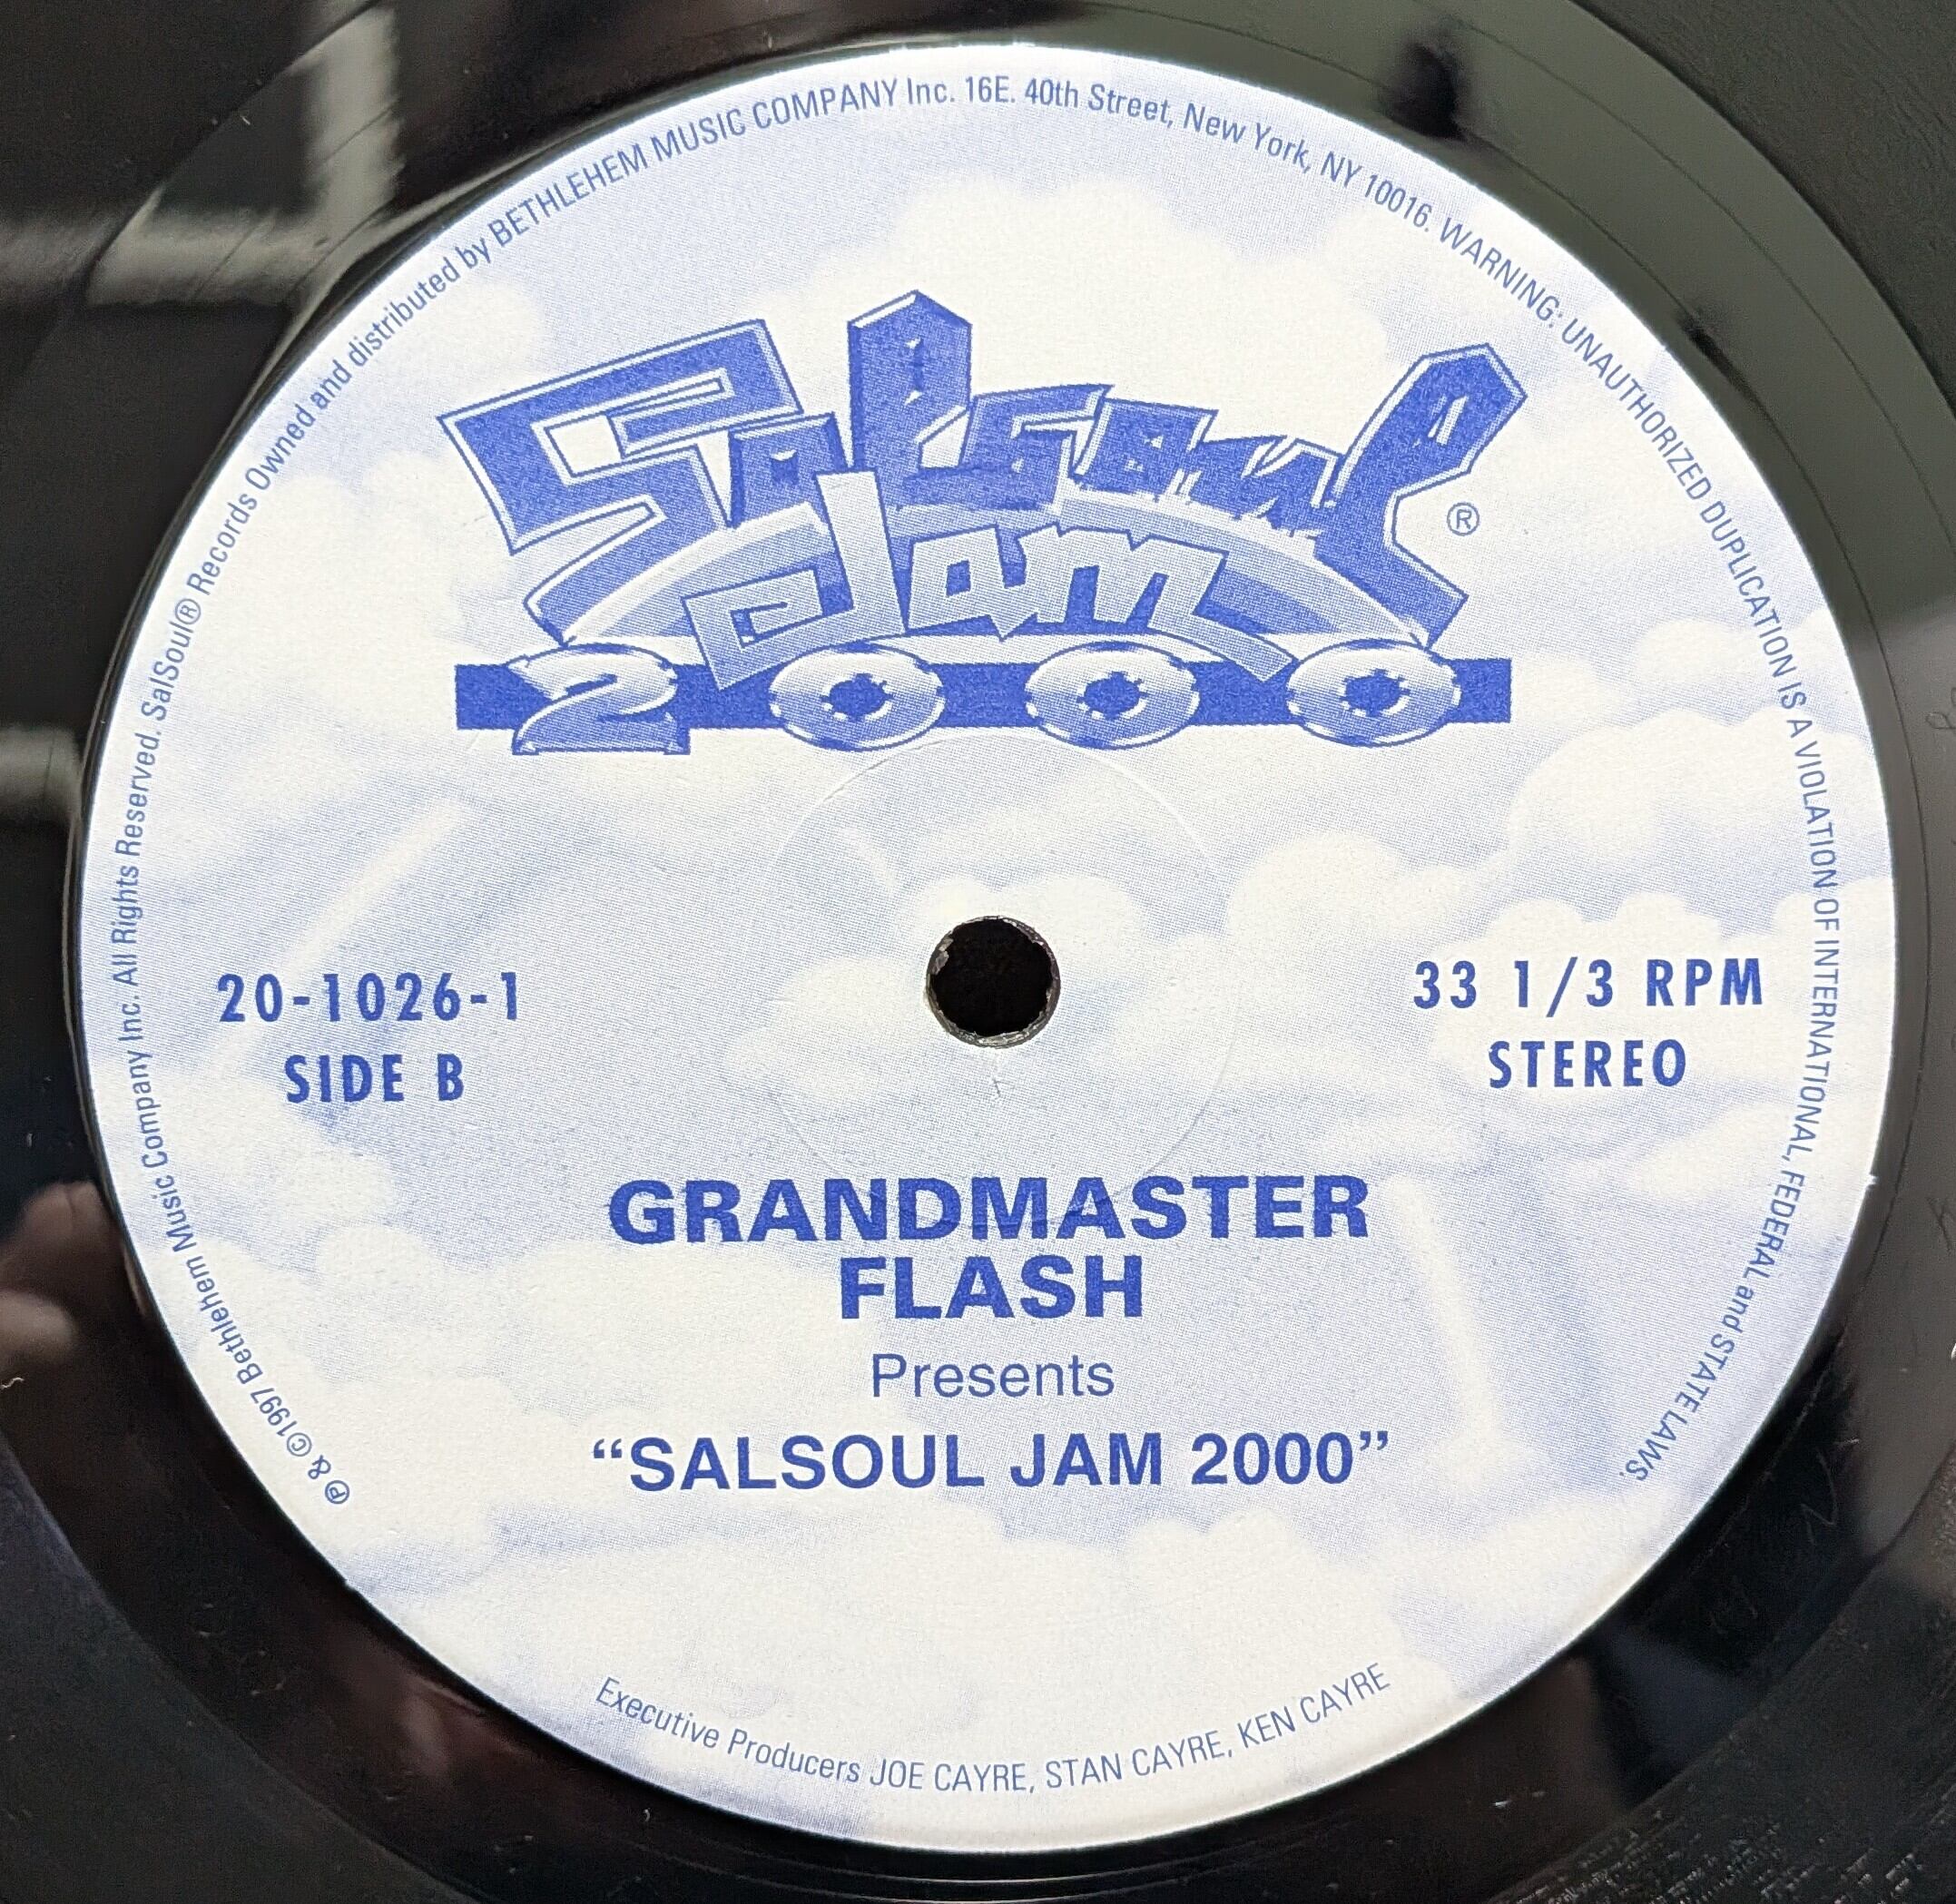 ℗ & ©1997 Bethlehem Music Company Inc. All Rights Reserved. SalSoul® Records Owned and distributed by BETHLEHEM MUSIC COMPANY Inc. 16E. 40th Street, New York, NY 10016. WARNING: UNAUTHORIZED DUPLICATION IS A VIOLATION OF INTERNATIONAL, FEDERAL and STATE LAWS.
Salsoul ®
Jam
2000
20-1026-1
SIDE B
33 1/3 RPM
STEREO
GRANDMASTER
FLASH
Presents
“SALSOUL JAM 2000”
Executive Producers JOE CAYRE, STAN CAYRE, KEN CAYRE